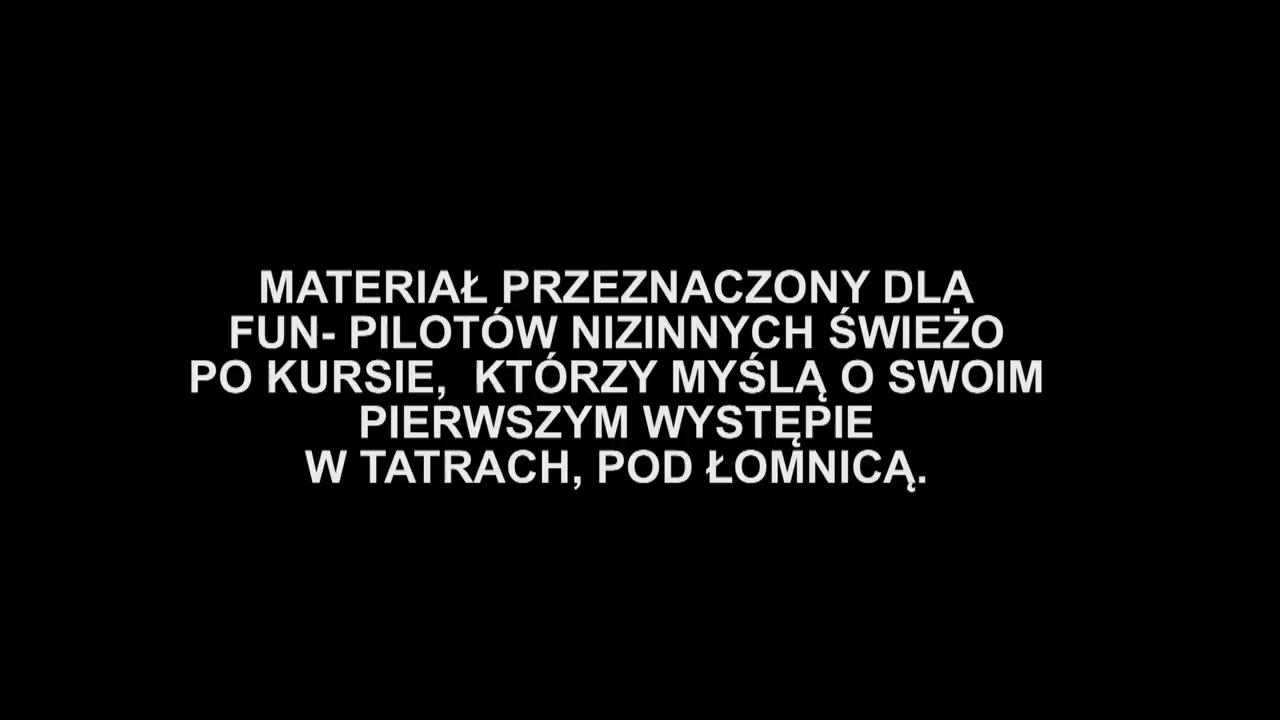 MATERIAŁ PRZEZNACZONY DLA
FUN- PILOTÓW NIZINNYCH ŚWIEŻO
PO KURSIE,  KTÓRZY MYŚLĄ O SWOIM
PIERWSZYM WYSTĘPIE
W TATRACH, POD ŁOMNICĄ.